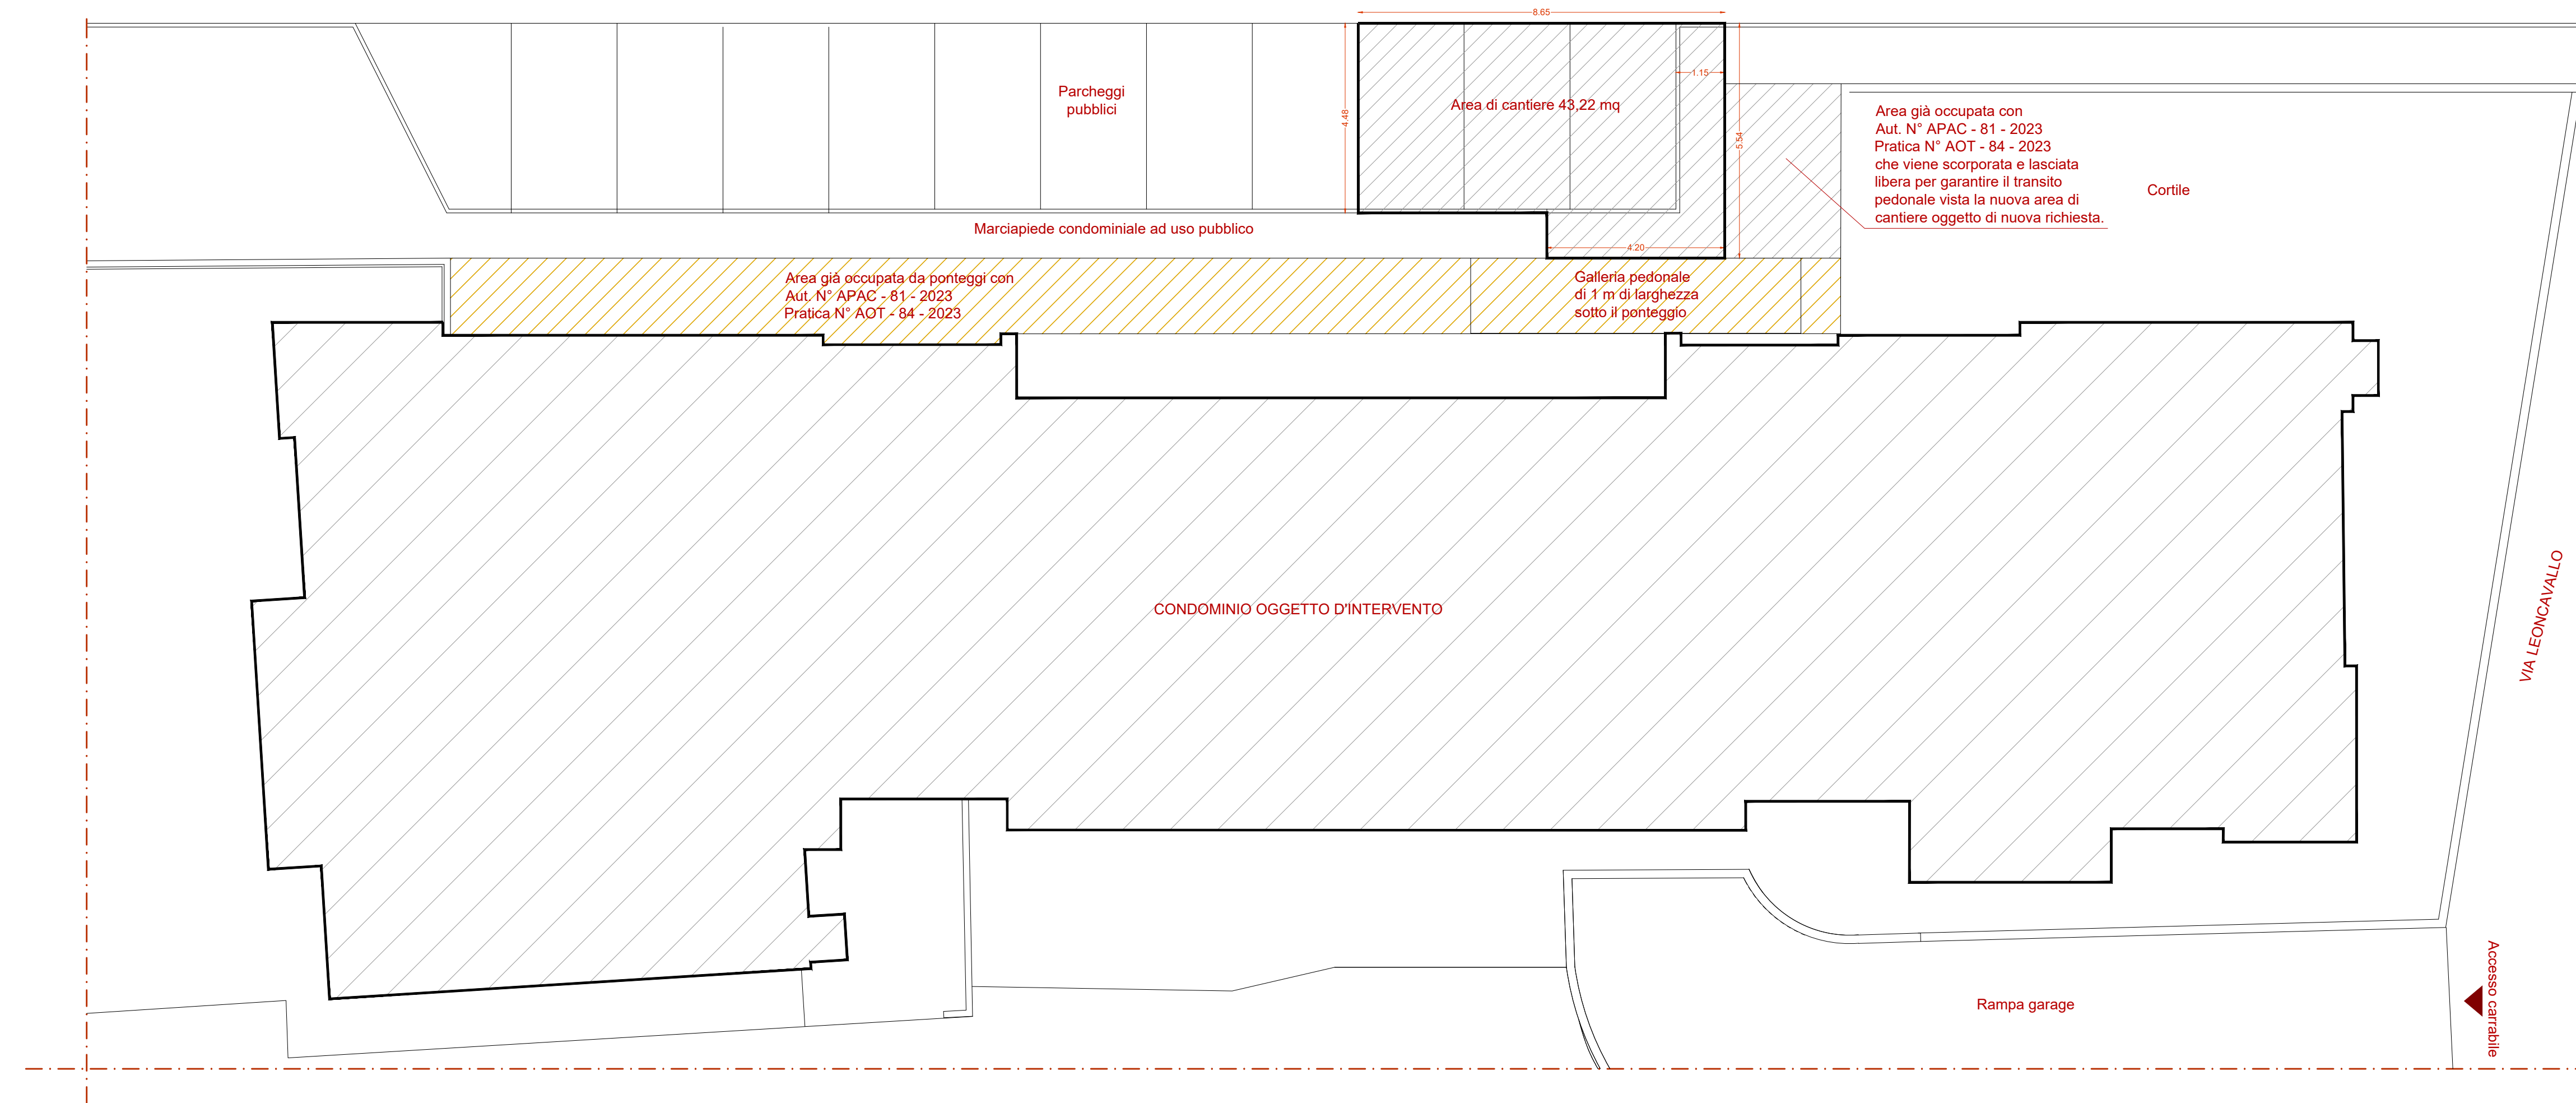 8.65
Parcheggi
pubblici
4.48
Area di cantiere 43,22 mq
1.15
5.54
Area già occupata con
Aut. N° APAC - 81 - 2023
Pratica N° AOT - 84 - 2023
che viene scorporata e lasciata
libera per garantire il transito
pedonale vista la nuova area di
cantiere oggetto di nuova richiesta.
Cortile
Marciapiede condominiale ad uso pubblico
4.20
Area già occupata da ponteggi con
Aut. N° APAC - 81 - 2023
Pratica N° AOT - 84 - 2023
Galleria pedonale
di 1 m di larghezza
sotto il ponteggio
CONDOMINIO OGGETTO D'INTERVENTO
VIA LEONCAVALLO
Rampa garage
Accesso carrabile